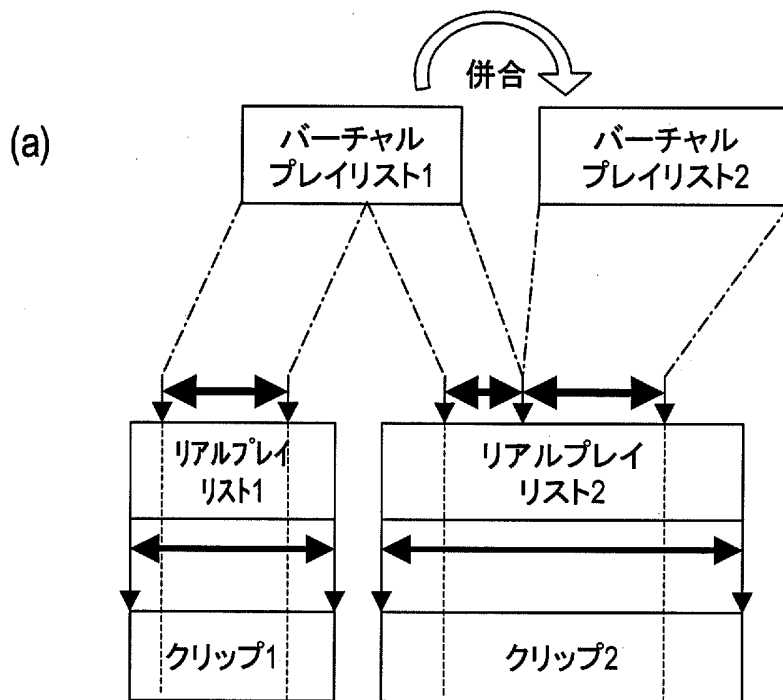 併合
(a)
バーチャル
プレイリスト1
バーチャル
プレイリスト2
リアルプレイ
リスト1
リアルプレイ
リスト2
クリップ1
クリップ2